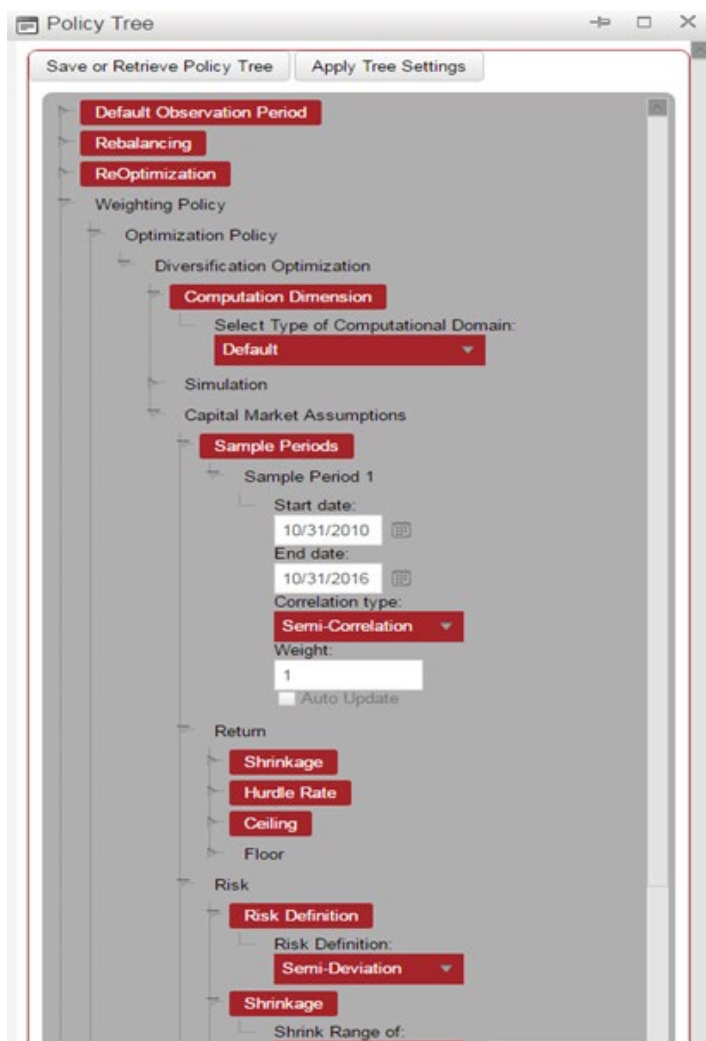 Policy Tree
Save or Retrieve Policy Tree
Apply Tree Settings
Default Observation Period
Rebalancing
ReOptimization
Weighting Policy
Optimization Policy
Diversification Optimization
Computation Dimension
Select Type of Computational Domain:
Default
Simulation
Capital Market Assumptions
Sample Periods
Sample Period 1
Start date:
10/31/2010
End date:
10/31/2016
Correlation type:
Semi-Correlation
Weight:
1
Auto Update
Return
Shrinkage
Hurdle Rate
Ceiling
Floor
Risk
Risk Definition
Risk Definition:
Semi-Deviation
Shrinkage
Shrink Range of: